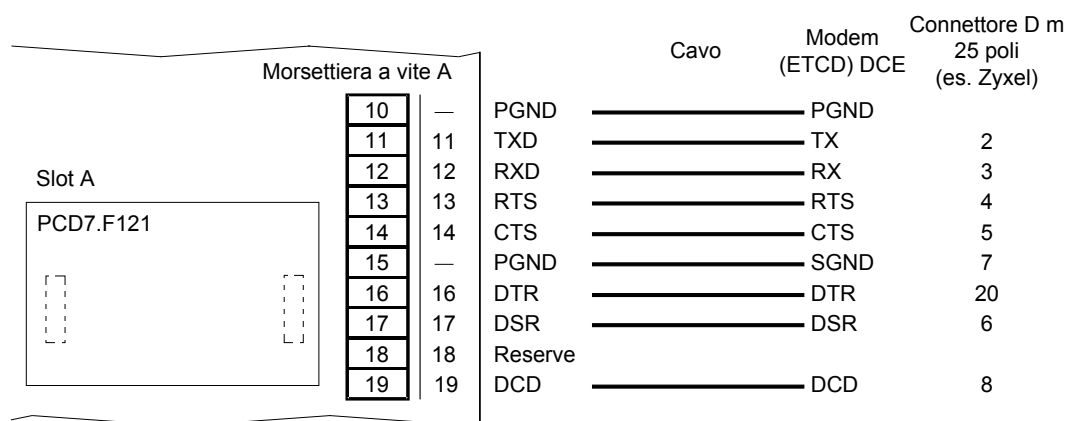 Connettore D m
25 poli
(es. Zyxel)
Modem
(ETCD) DCE
Cavo
Morsettiera a vite A
10 — PGND PGND
11 11 TXD TX 2
12 12 RXD RX 3
Slot A
13 13 RTS RTS 4
PCD7.F121
14 14 CTS CTS 5
15 — PGND SGND 7
16 16 DTR DTR 20
17 17 DSR DSR 6
18 18 Reserve
19 19 DCD DCD 8